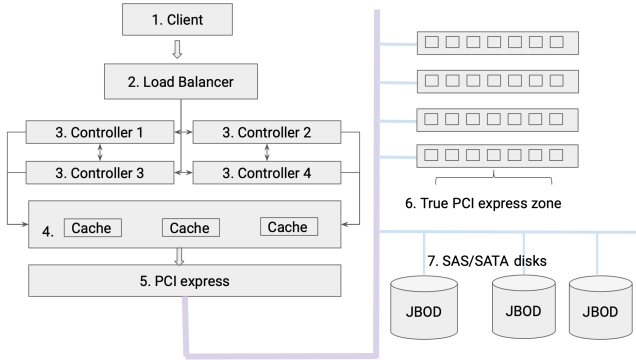 1. Client
2. Load Balancer
3. Controller 1
3. Controller 2
3. Controller 3
3. Controller 4
4.
Cache
Cache
Cache
5. PCI express
6. True PCI express zone
7. SAS/SATA disks
JBOD
JBOD
JBOD